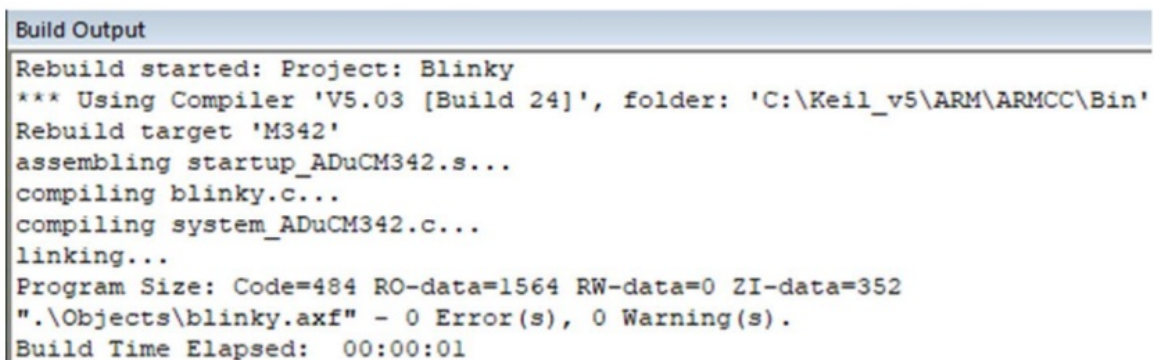 Build Output
Rebuild started: Project: Blinky
*** Using Compiler 'V5.03 [Build 24]', folder: 'C:\Keil_v5\ARM\ARMCC\Bin'
Rebuild target 'M342'
assembling startup_ADuCM342.s...
compiling blinky.c...
compiling system_ADuCM342.c...
linking...
Program Size: Code=484 RO-data=1564 RW-data=0 ZI-data=352
".\Objects\blinky.axf" - 0 Error(s), 0 Warning(s).
Build Time Elapsed:  00:00:01